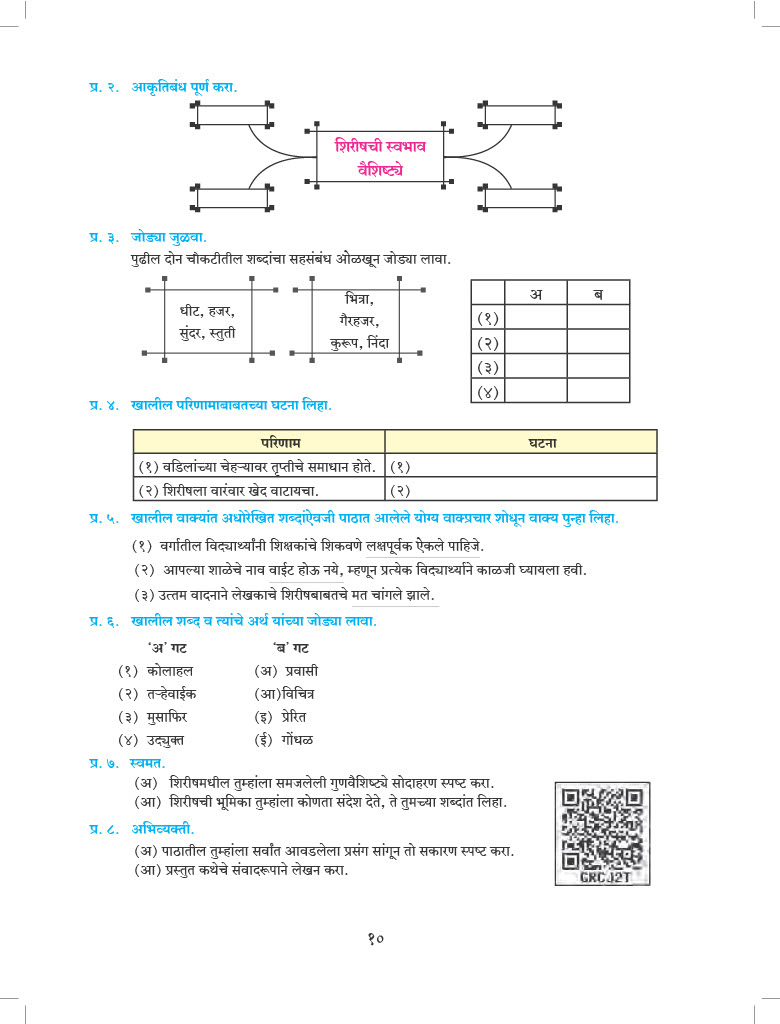 प्र. २. आकृतिबंध पूर्ण करा.
शिरीषची स्वभाव
वैशिष्ट्ये
प्र. ३. जोड्या जुळवा.
पुढील दोन चौकटीतील शब्दांचा सहसंबंध ओळखून जोड्या लावा.
धीट, हजर,
सुंदर, स्तुती
भित्रा,
गैरहजर,
कुरूप, निंदा
अ ब
(१)
(२)
(३)
(४)
प्र. ४. खालील परिणामाबाबतच्या घटना लिहा.
परिणाम घटना
(१) वडिलांच्या चेहऱ्यावर तृप्तीचे समाधान होते. (१)
(२) शिरीषला वारंवार खेद वाटायचा. (२)
प्र. ५. खालील वाक्यांत अधोरेखित शब्दांऐवजी पाठात आलेले योग्य वाक्प्रचार शोधून वाक्य पुन्हा लिहा.
(१) वर्गातील विद्यार्थ्यांनी शिक्षकांचे शिकवणे लक्षपूर्वक ऐकले पाहिजे.
(२) आपल्या शाळेचे नाव वाईट होऊ नये, म्हणून प्रत्येक विद्यार्थ्याने काळजी घ्यायला हवी.
(३) उत्तम वादनाने लेखकाचे शिरीषबाबतचे मत चांगले झाले.
प्र. ६. खालील शब्द व त्यांचे अर्थ यांच्या जोड्या लावा.
‘अ’ गट ‘ब’ गट
(१) कोलाहल (अ) प्रवासी
(२) तऱ्हेवाईक (आ)विचित्र
(३) मुसाफिर (इ) प्रेरित
(४) उद्युक्त (ई) गोंधळ
प्र. ७. स्वमत.
(अ) शिरीषमधील तुम्हांला समजलेली गुणवैशिष्ट्ये सोदाहरण स्पष्ट करा.
(आ) शिरीषची भूमिका तुम्हांला कोणता संदेश देते, ते तुमच्या शब्दांत लिहा.
प्र. ८. अभिव्यक्ती.
(अ) पाठातील तुम्हांला सर्वांत आवडलेला प्रसंग सांगून तो सकारण स्पष्ट करा.
(आ) प्रस्तुत कथेचे संवादरूपाने लेखन करा.
GRCJ2T
१०